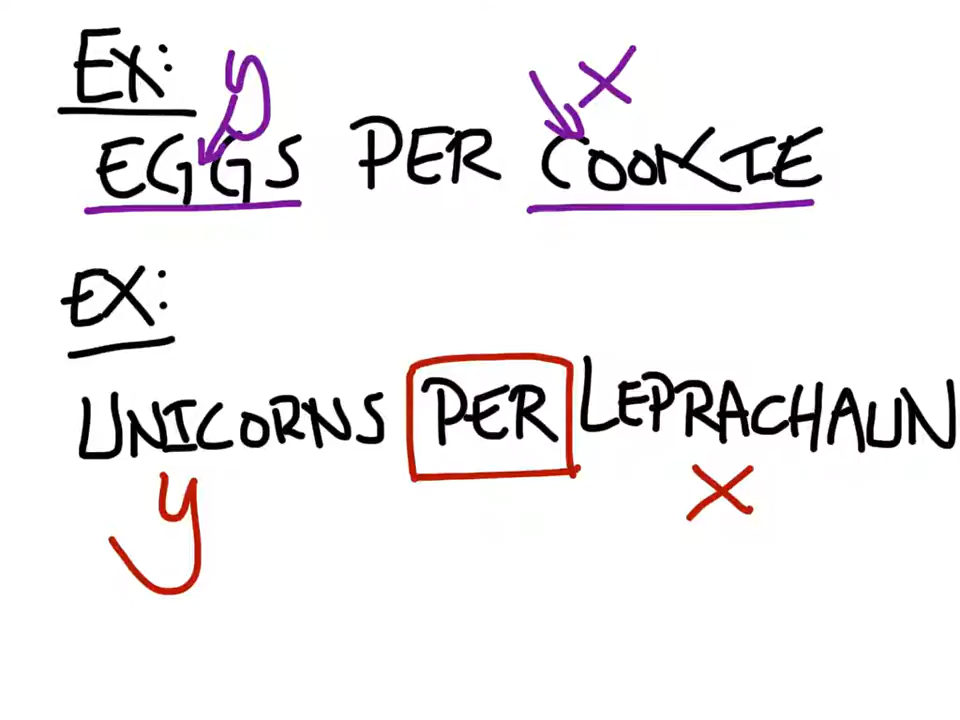 EX:
y X
EGGS PER COOKIE
EX:
UNICORNS PER LEPRACHAUN
y X